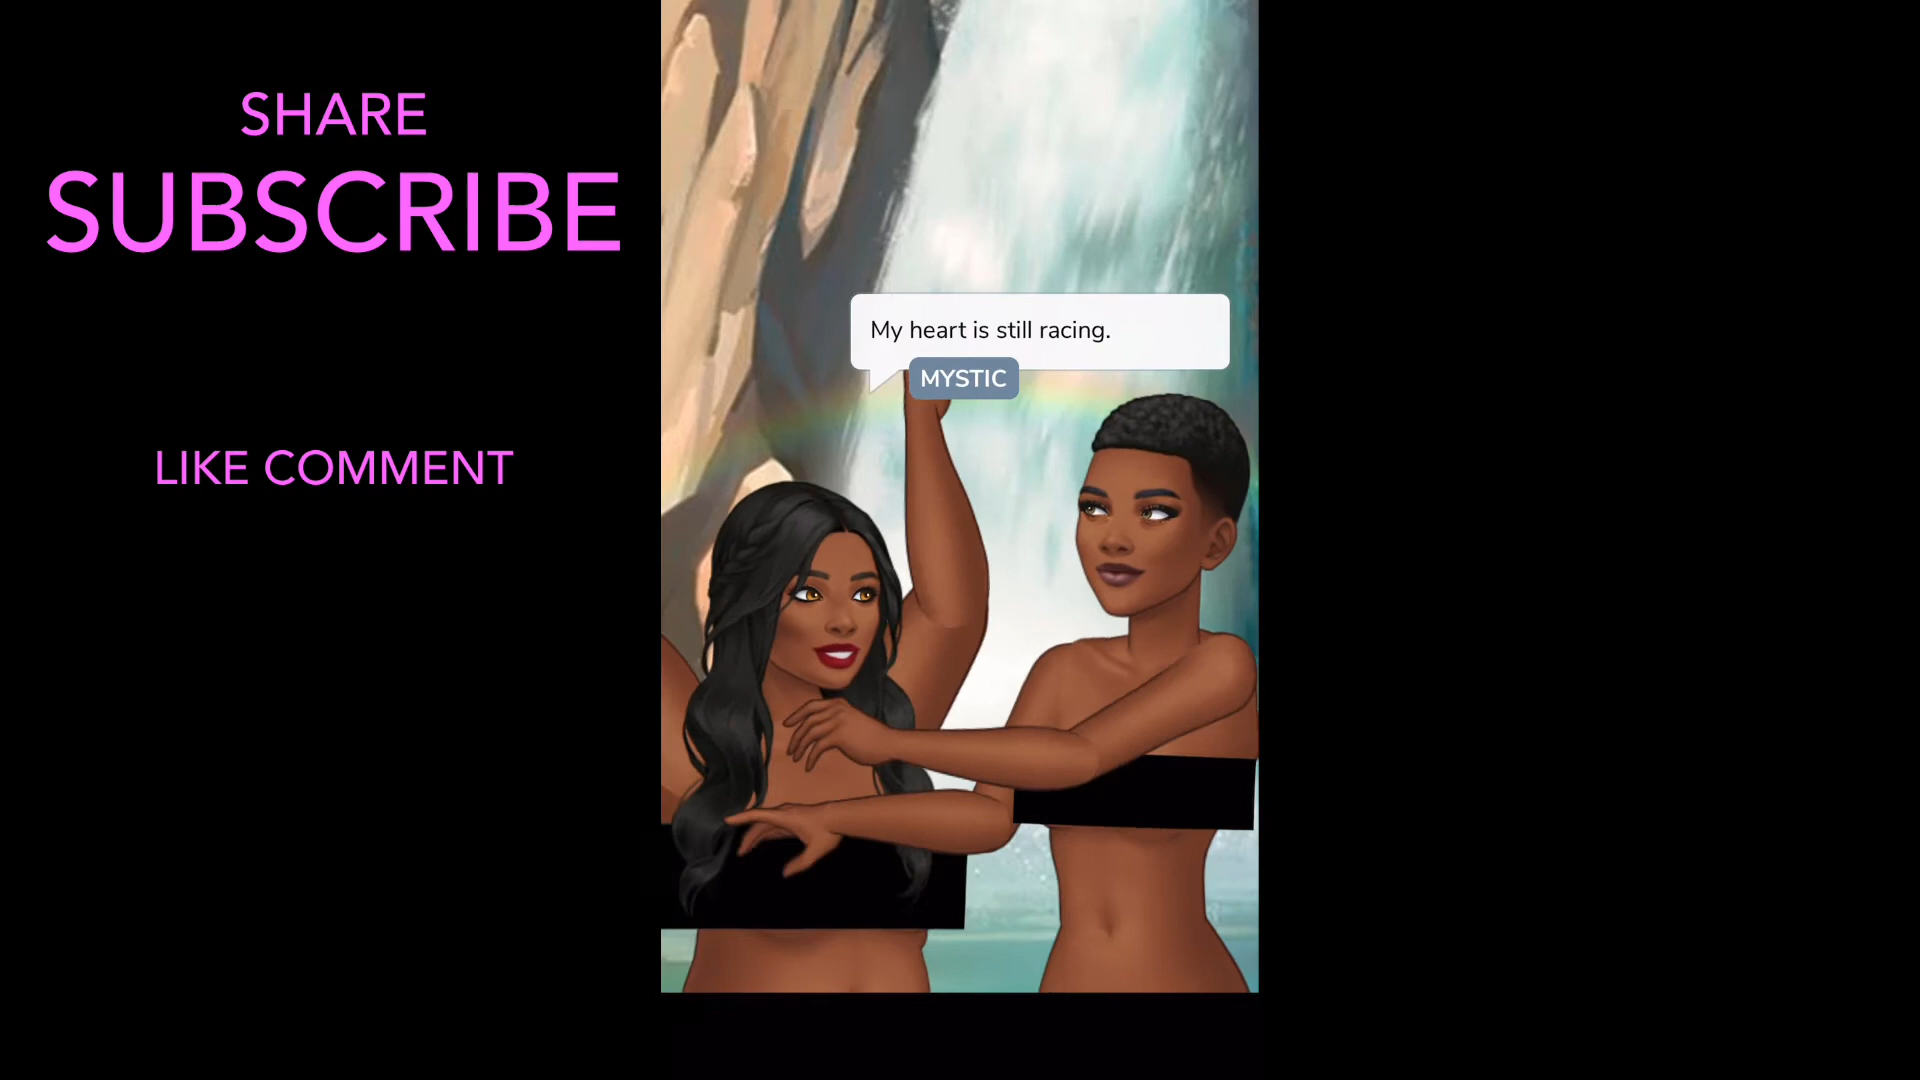 SHARE
SUBSCRIBE
LIKE COMMENT
My heart is still racing.
MYSTIC